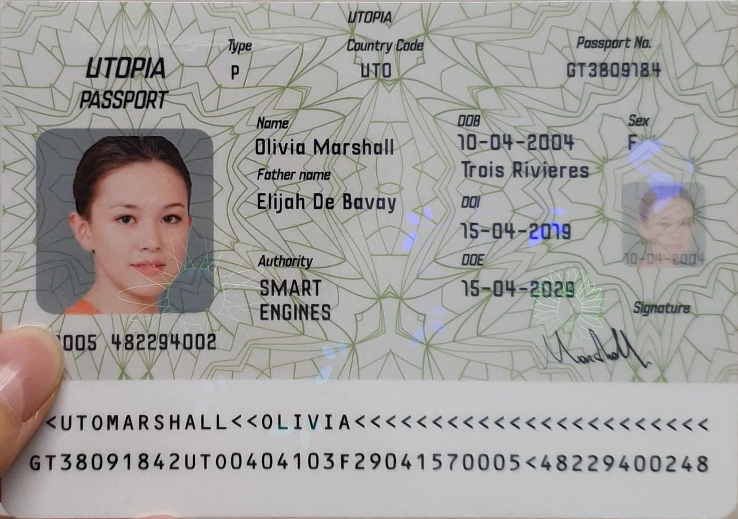 UTOPIA
UTOPIA
PASSPORT
Type
P
Country Code
UTO
Passport No.
GT3809184
Name
Olivia Marshall
Father name
Elijah De Bavay
Authority
SMART
ENGINES
DOB
10-04-2004
Trois Rivieres
DOI
15-04-2019
DOE
15-04-2029
Sex
F
10-04-2004
Signature
Marshall
005 482294002
<UTOMARSHALL<<OLIVIA<<<<<<<<<<<<<<<<<<<<<<<
GT38091842UTO0404103F29041570005<48229400248